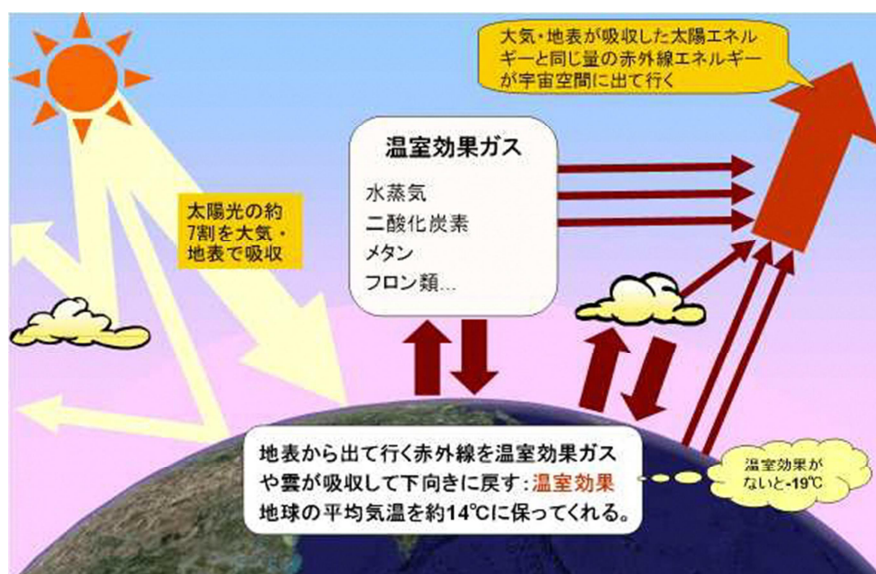 大気・地表が吸収した太陽エネル
ギーと同じ量の赤外線エネルギー
が宇宙空間に出て行く
温室効果ガス
水蒸気
二酸化炭素
メタン
フロン類…
太陽光の約
7割を大気・
地表で吸収
地表から出て行く赤外線を温室効果ガス
や雲が吸収して下向きに戻す：温室効果
地球の平均気温を約14℃に保ってくれる。
温室効果が
ないと-19℃